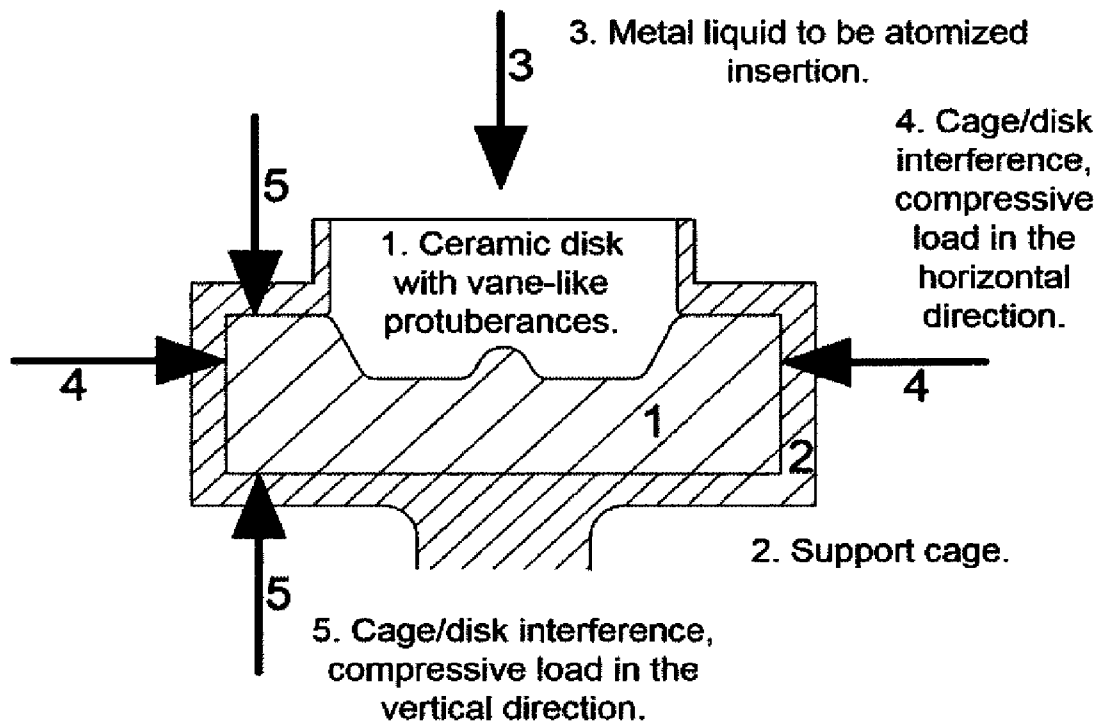 3. Metal liquid to be atomized
insertion.
3
4. Cage/disk
interference,
compressive
load in the
horizontal
direction.
5
1. Ceramic disk
with vane-like
protuberances.
4
4
1
2
2. Support cage.
5
5. Cage/disk interference,
compressive load in the
vertical direction.